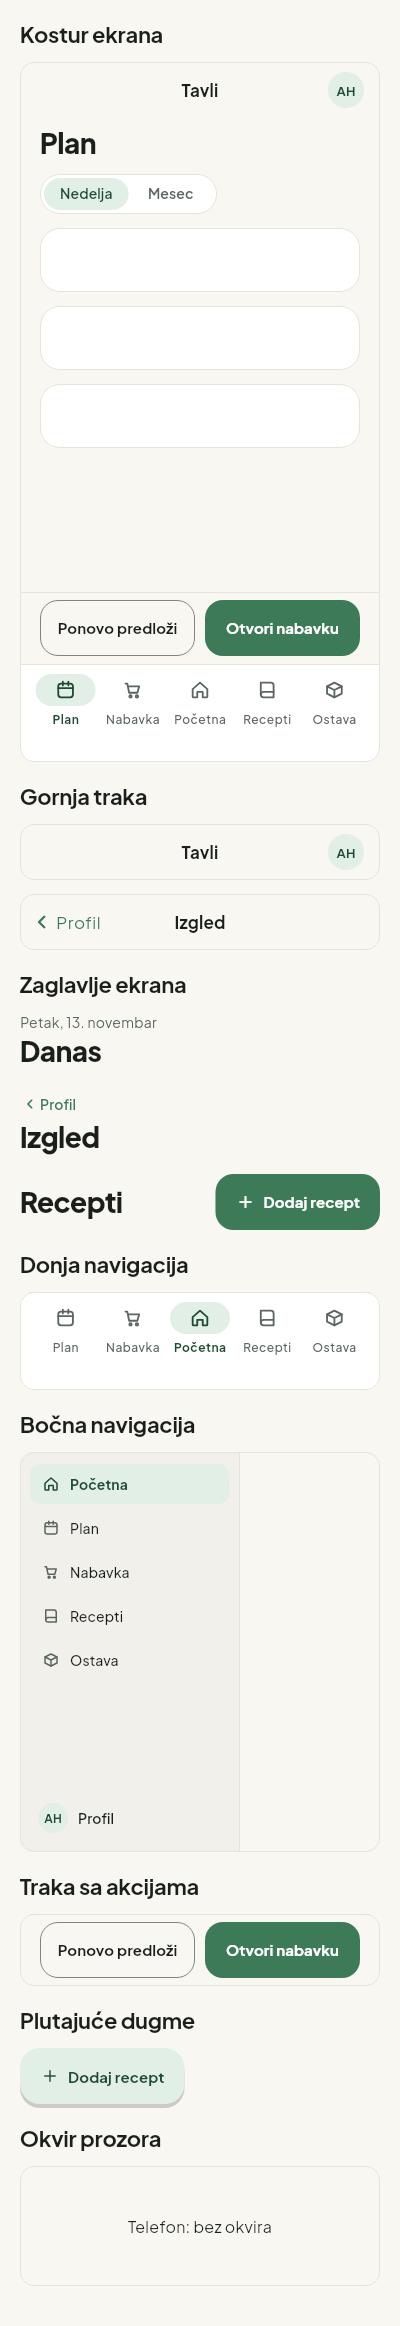 Kostur ekrana
Tavli AH
Plan
Nedelja Mesec
Ponovo predloži Otvori nabavku
Plan Nabavka Početna Recepti Ostava
Gornja traka
Tavli AH
Profil Izgled
Zaglavlje ekrana
Petak, 13. novembar
Danas
Profil
Izgled
Recepti Dodaj recept
Donja navigacija
Plan Nabavka Početna Recepti Ostava
Bočna navigacija
Početna
Plan
Nabavka
Recepti
Ostava
AH Profil
Traka sa akcijama
Ponovo predloži Otvori nabavku
Plutajuće dugme
Dodaj recept
Okvir prozora
Telefon: bez okvira